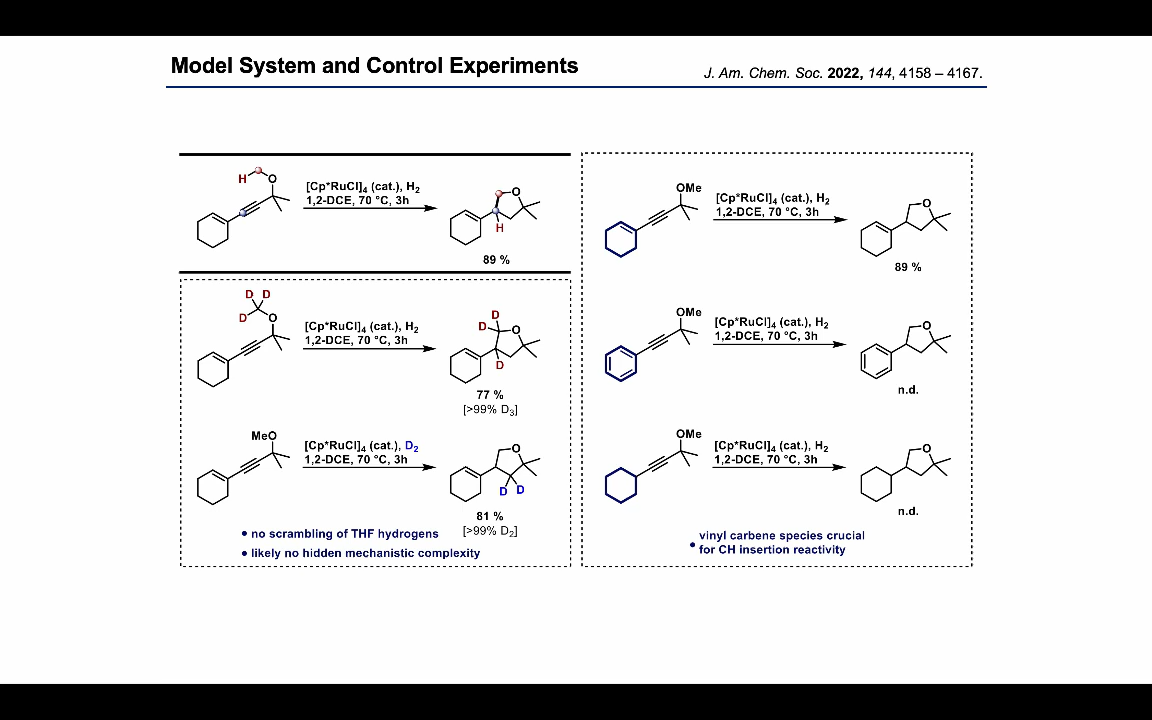 Model System and Control Experiments
J. Am. Chem. Soc. 2022, 144, 4158 – 4167.
H
O
[Cp*RuCl]₄ (cat.), H₂
1,2-DCE, 70 °C, 3h
O
H
89 %
D D
D
O
[Cp*RuCl]₄ (cat.), H₂
1,2-DCE, 70 °C, 3h
D
D
O
D
77 %
[>99% D₃]
MeO
[Cp*RuCl]₄ (cat.), D₂
1,2-DCE, 70 °C, 3h
O
D D
81 %
[>99% D₂]
• no scrambling of THF hydrogens
• likely no hidden mechanistic complexity
OMe
[Cp*RuCl]₄ (cat.), H₂
1,2-DCE, 70 °C, 3h
O
89 %
OMe
[Cp*RuCl]₄ (cat.), H₂
1,2-DCE, 70 °C, 3h
O
n.d.
OMe
[Cp*RuCl]₄ (cat.), H₂
1,2-DCE, 70 °C, 3h
O
n.d.
• vinyl carbene species crucial
for CH insertion reactivity